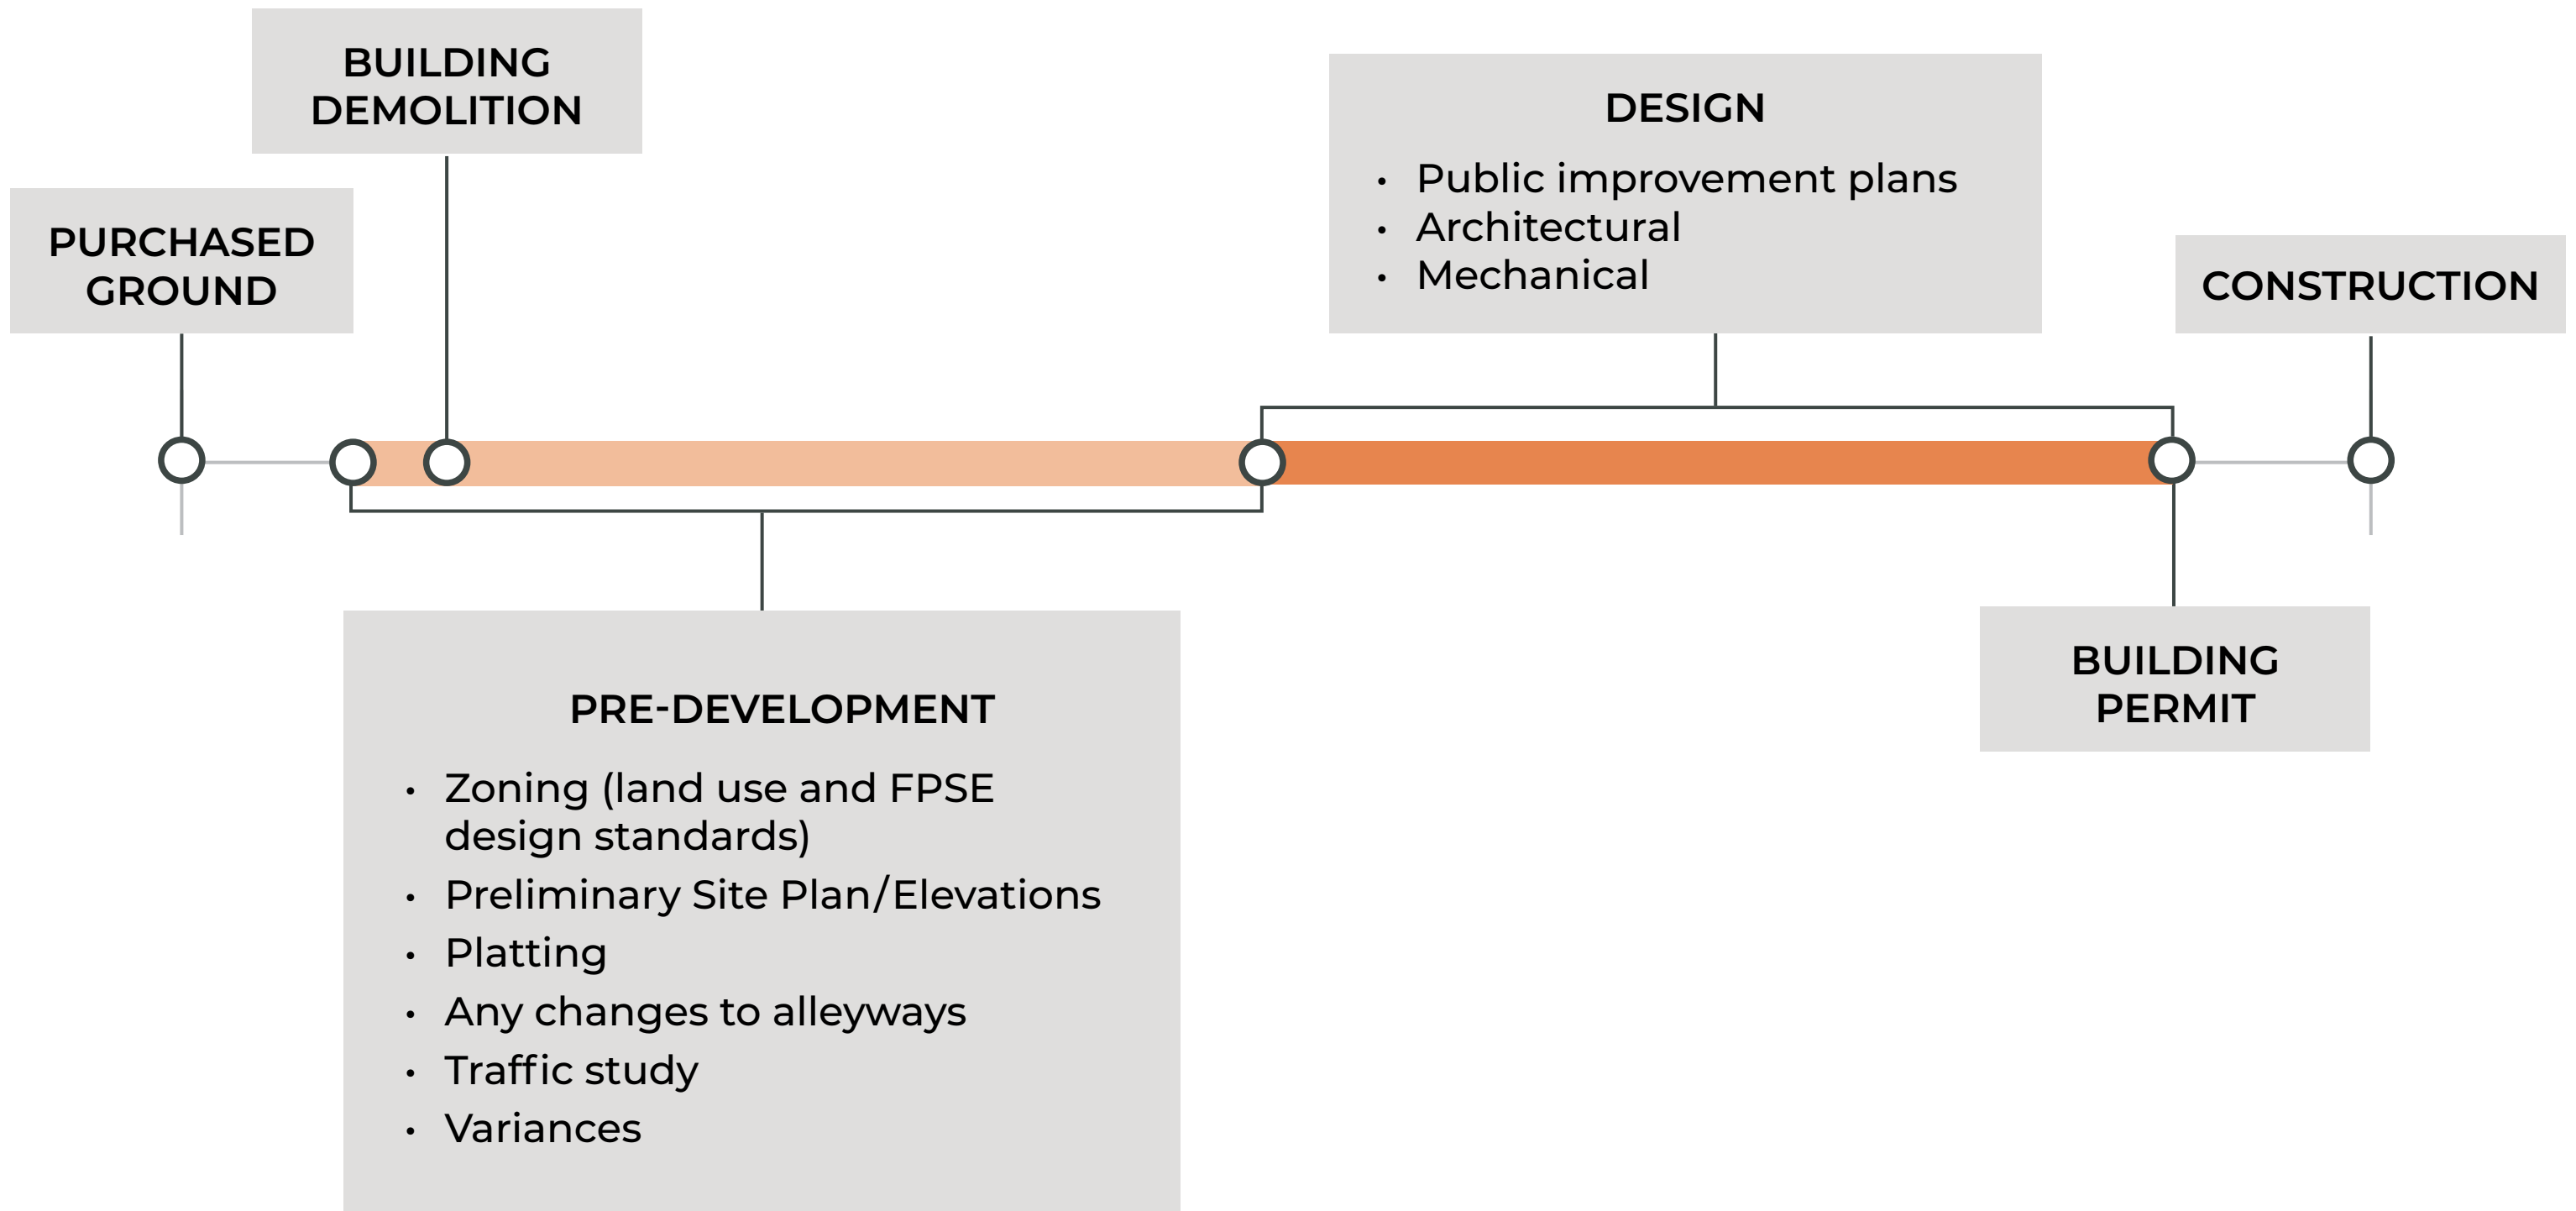 BUILDING
DEMOLITION
PURCHASED
GROUND
DESIGN
• Public improvement plans
• Architectural
• Mechanical
CONSTRUCTION
PRE-DEVELOPMENT
• Zoning (land use and FPSE
design standards)
• Preliminary Site Plan/Elevations
• Platting
• Any changes to alleyways
• Traffic study
• Variances
BUILDING
PERMIT